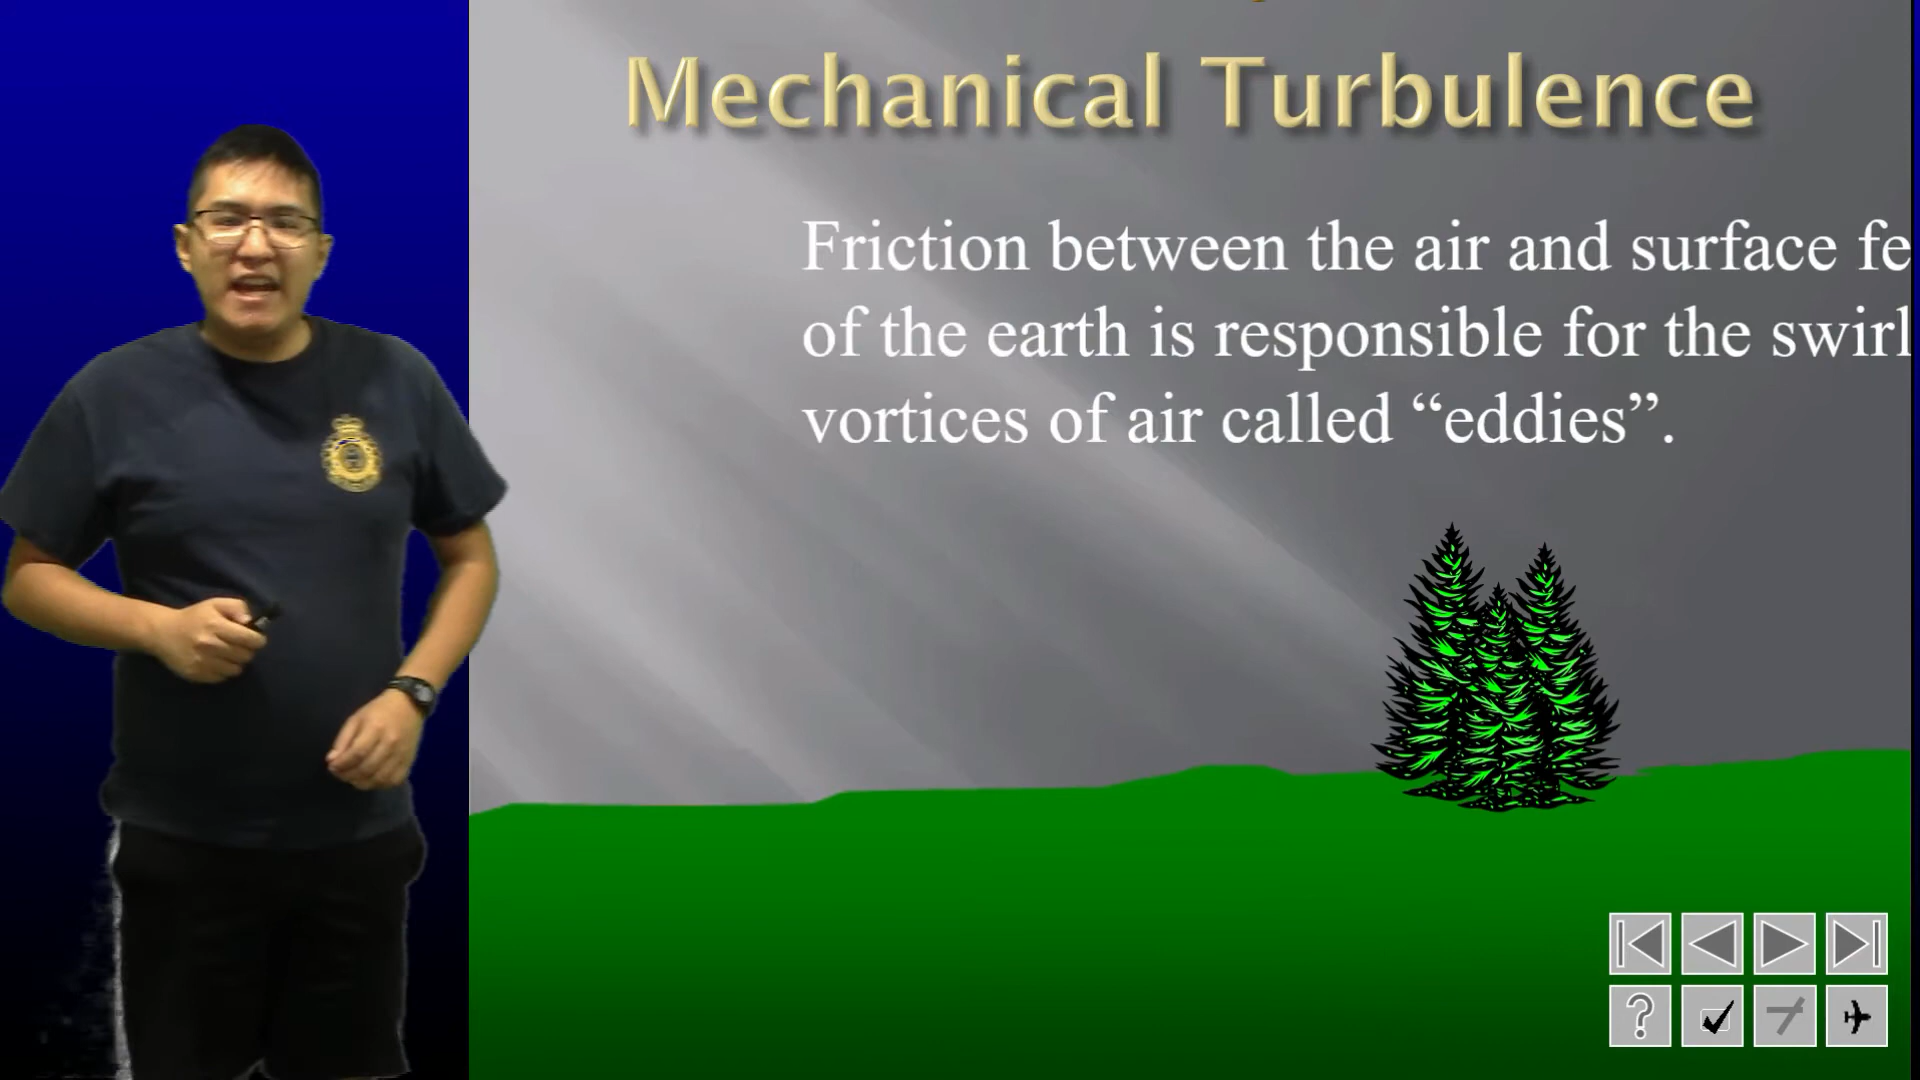 Mechanical Turbulence
Friction between the air and surface fe
of the earth is responsible for the swirl
vortices of air called “eddies”.
?